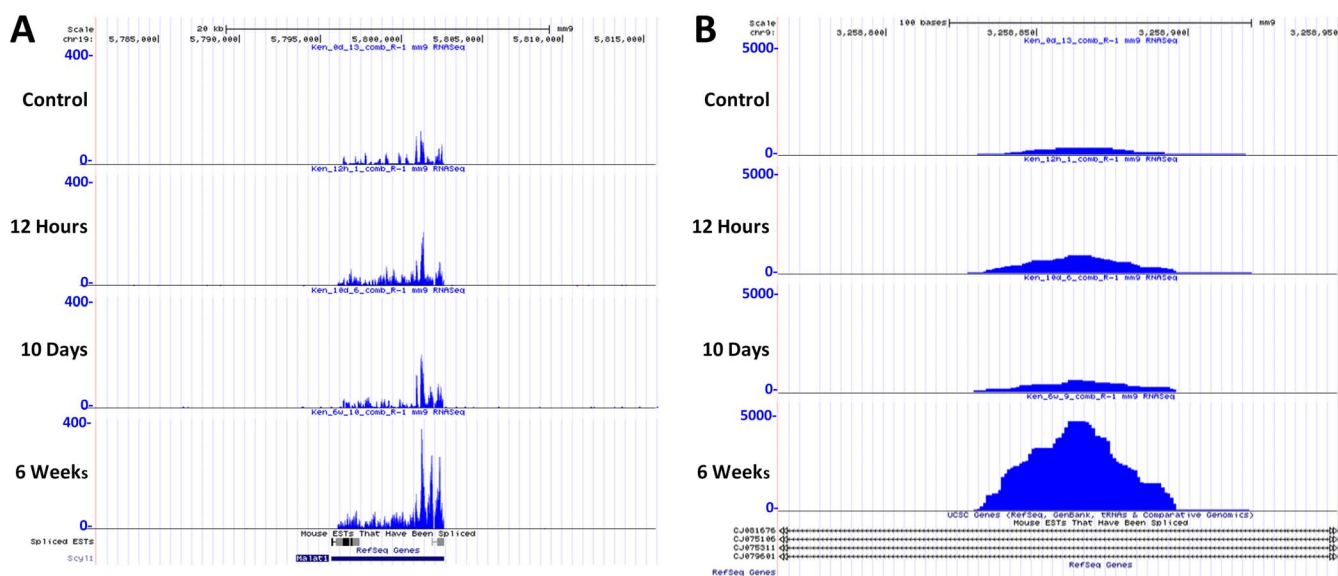 A
Scale 20 kb mm9
chr19: 5,785,000 5,790,000 5,795,000 5,800,000 5,805,000 5,810,000 5,815,000
Ken_0d_13_comb_R-1 mm9 RNASeq
400-
Control
0-
Ken_12h_1_comb_R-1 mm9 RNASeq
400-
12 Hours
0-
Ken_10d_6_comb_R-1 mm9 RNASeq
400-
10 Days
0-
Ken_6w_10_comb_R-1 mm9 RNASeq
400-
6 Weeks
0-
Mouse ESTs That Have Been Spliced
Spliced ESTs
RefSeq Genes
Scyl1 Malat1
B
Scale 100 bases mm9
chr9: 3,258,800 3,258,850 3,258,900 3,258,950
Ken_0d_13_comb_R-1 mm9 RNASeq
5000-
Control
0-
Ken_12h_1_comb_R-1 mm9 RNASeq
5000-
12 Hours
0-
Ken_10d_6_comb_R-1 mm9 RNASeq
5000-
10 Days
0-
Ken_6w_9_comb_R-1 mm9 RNASeq
5000-
6 Weeks
0-
UCSC Genes (RefSeq, GenBank, tRNAs & Comparative Genomics)
Mouse ESTs That Have Been Spliced
CJ081676
CJ075106
CJ075311
CJ079601
RefSeq Genes
RefSeq Genes